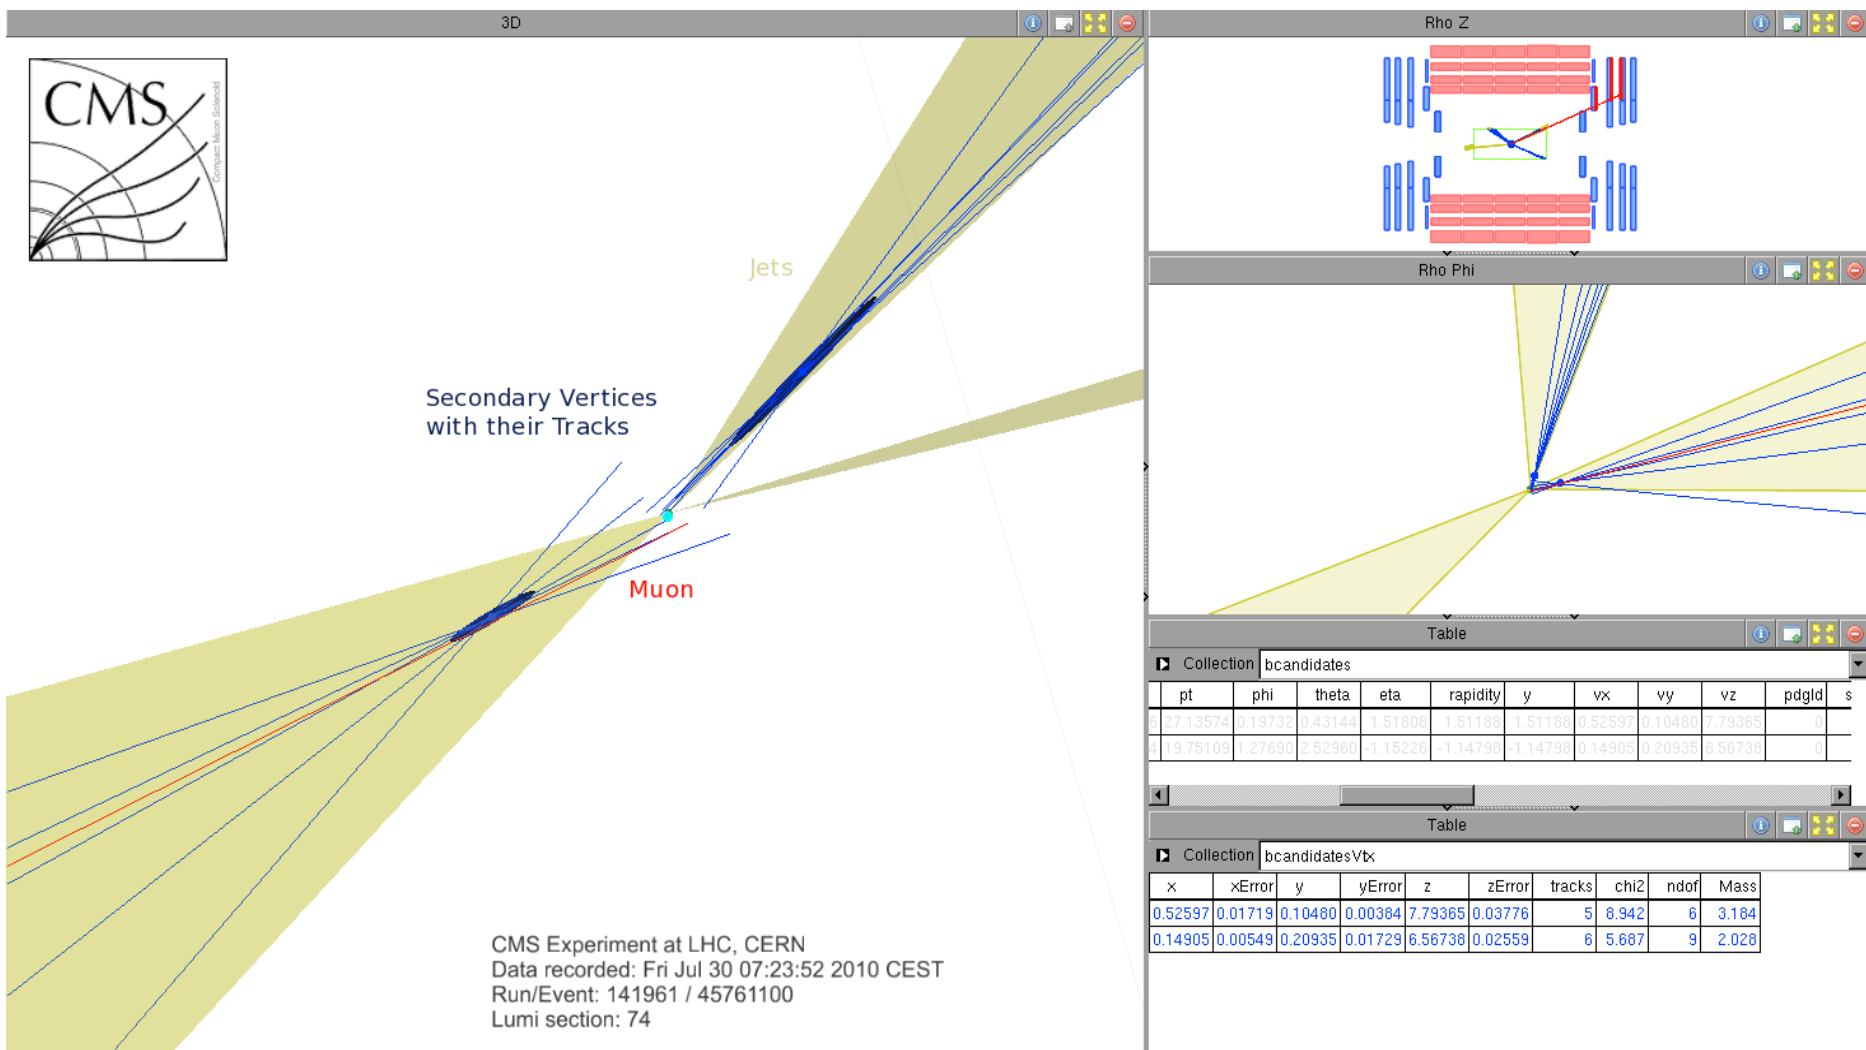 3D
CMS
Compact Muon Solenoid
Jets
Secondary Vertices
with their Tracks
Muon
CMS Experiment at LHC, CERN
Data recorded: Fri Jul 30 07:23:52 2010 CEST
Run/Event: 141961 / 45761100
Lumi section: 74
Rho Z
Rho Phi
Table
Collection bcandidates
pt phi theta eta rapidity y vx vy vz pdgId s
6 27.13574 0.19732 0.43144 1.51808 1.51188 1.51188 0.52597 0.10480 7.79365 0
4 19.75109 1.27690 2.52960 -1.15226 -1.14798 -1.14798 0.14905 0.20935 6.56738 0
Table
Collection bcandidatesVtx
x xError y yError z zError tracks chi2 ndof Mass
0.52597 0.01719 0.10480 0.00384 7.79365 0.03776 5 8.942 6 3.184
0.14905 0.00549 0.20935 0.01729 6.56738 0.02559 6 5.687 9 2.028